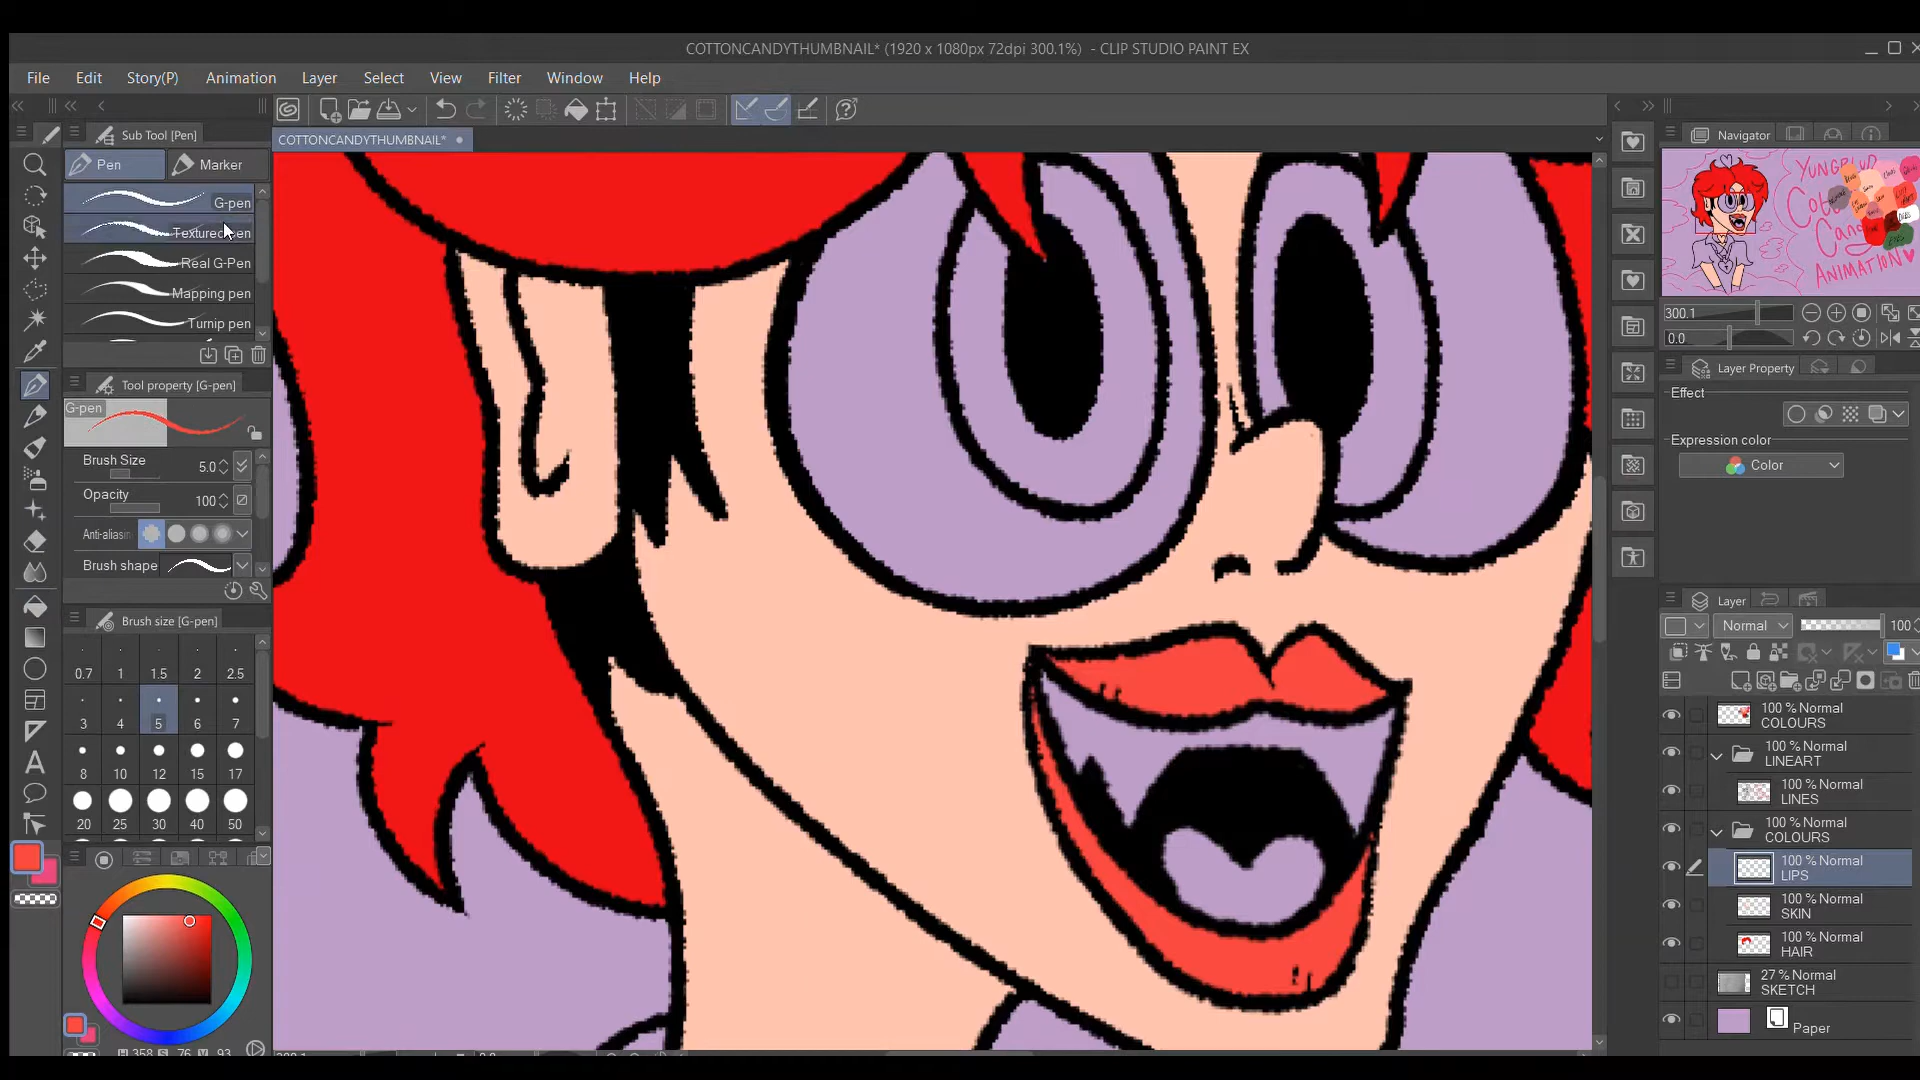 COTTONCANDYTHUMBNAIL* (1920 x 1080px 72dpi 300.1%) - CLIP STUDIO PAINT EX
File Edit Story(P) Animation Layer Select View Filter Window Help
Sub Tool [Pen]
COTTONCANDYTHUMBNAIL*
Navigator
Pen
Marker
G-pen
Real G-Pen
Mapping pen
Turnip pen
YUNGBLUD
Cotton
Candy
ANIMATION
300.1
0.0
Layer Property
Effect
Expression color
Color
Tool property [G-pen]
G-pen
Brush Size 5.0
Opacity 100
Brush shape
Brush size [G-pen]
0.7 1 1.5 2 2.5
3 4 5 6 7
8 10 12 15 17
20 25 30 40 50
Layer
Normal 100
100 % Normal
COLOURS
100 % Normal
LINEART
100 % Normal
LINES
100 % Normal
COLOURS
100 % Normal
LIPS
100 % Normal
SKIN
100 % Normal
HAIR
27 % Normal
SKETCH
Paper